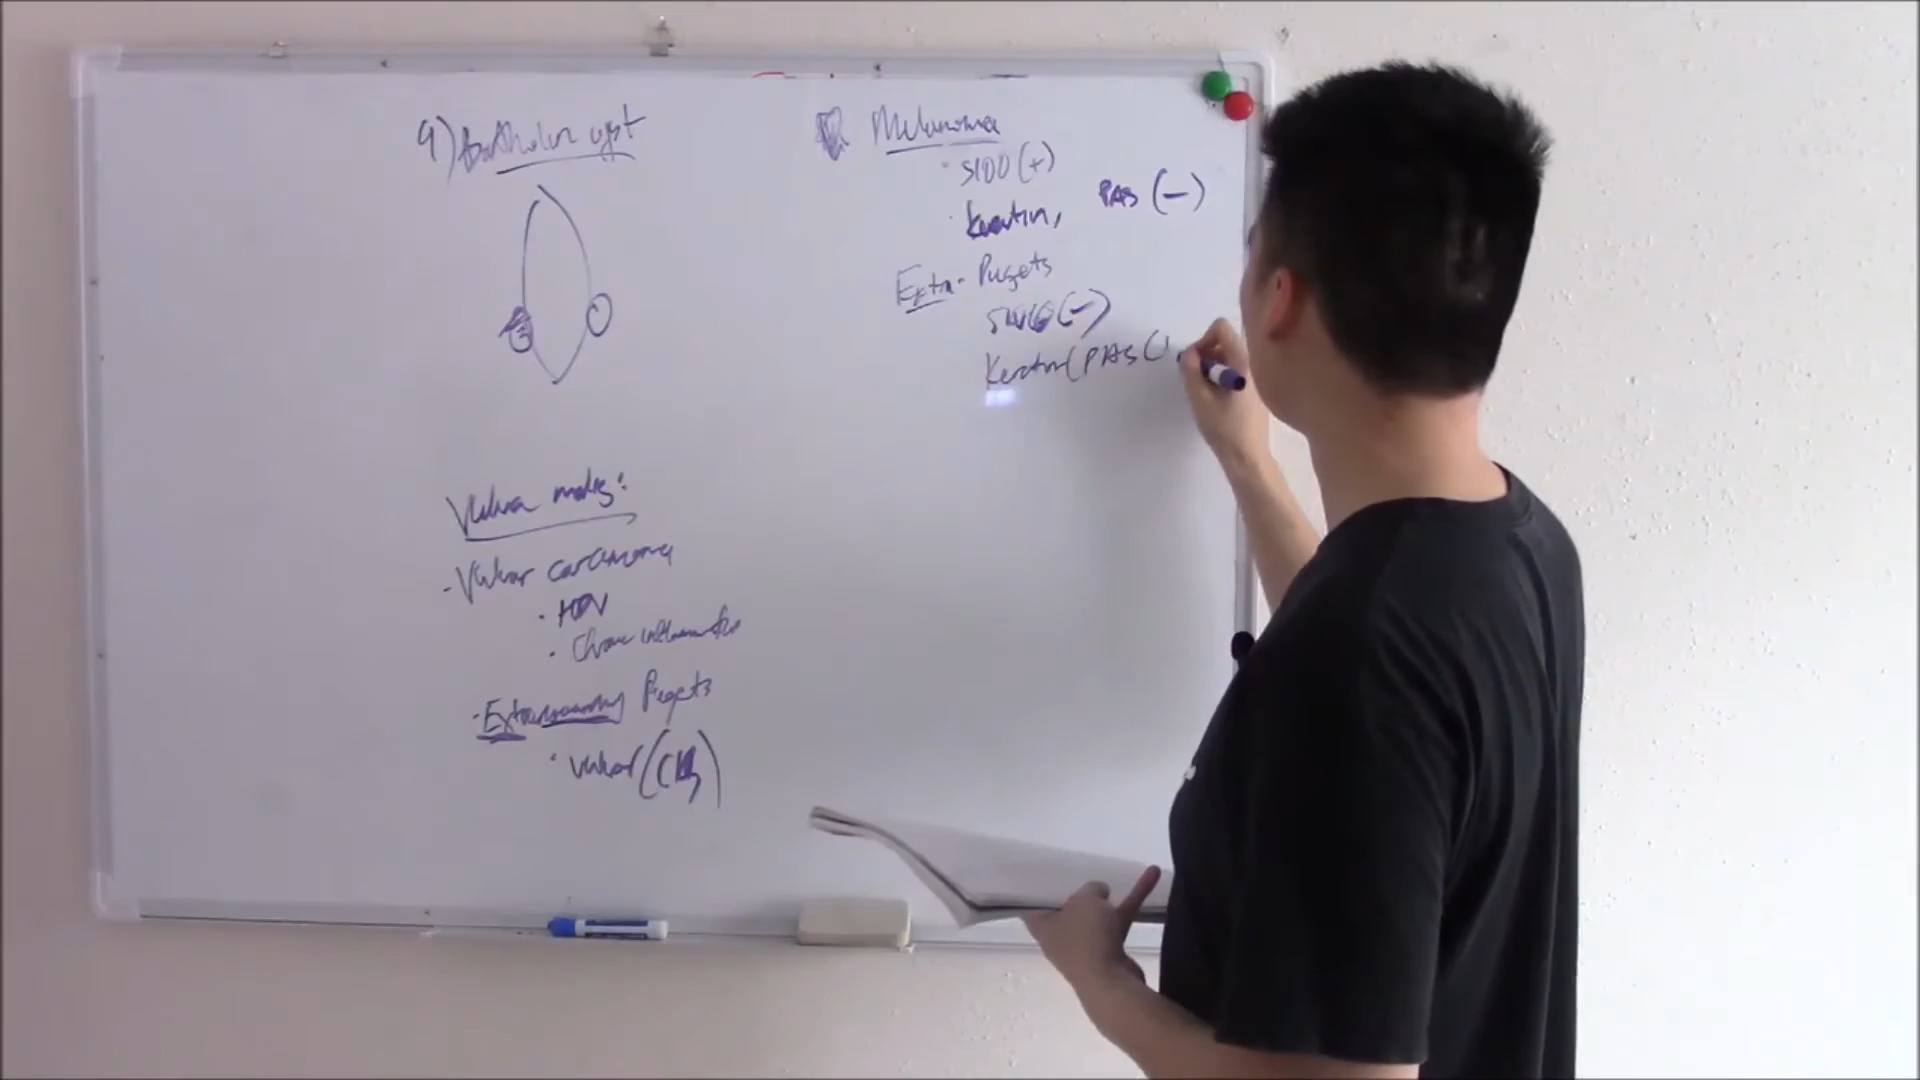 9) Bartholin cyst
Vulva malig:
- Vulvar carcinoma
· HPV
· Chronic inflammation
- Extramammary Pagets
· Vulvar
Melanoma
· S100 (+)
· Keratin, PAS (-)
Extra- Pagets
S100 (-)
Keratin ( PAS (